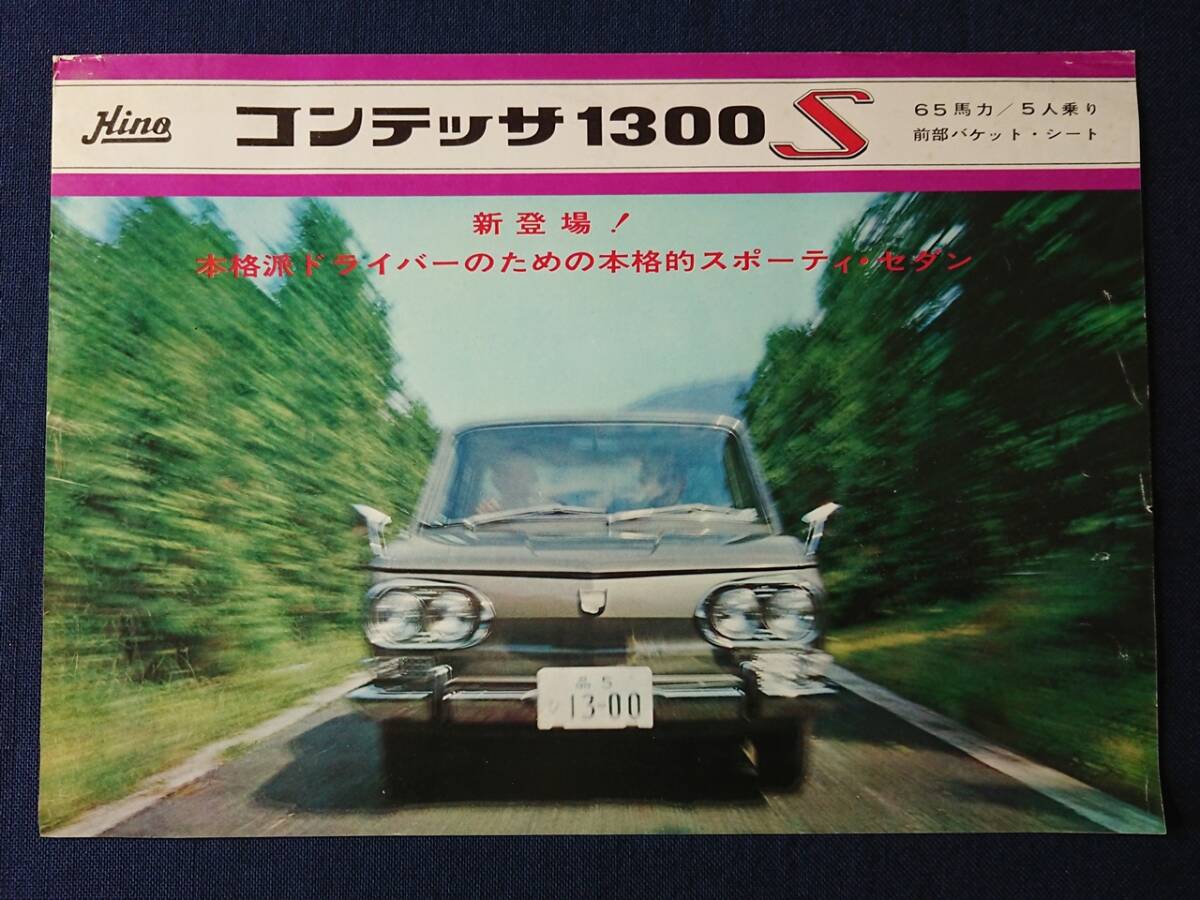 Hino コンテッサ1300 S
65馬力/5人乗り
前部バケット・シート
新登場!
本格派ドライバーのための本格的スポーティ・セダン
品 5
13-00